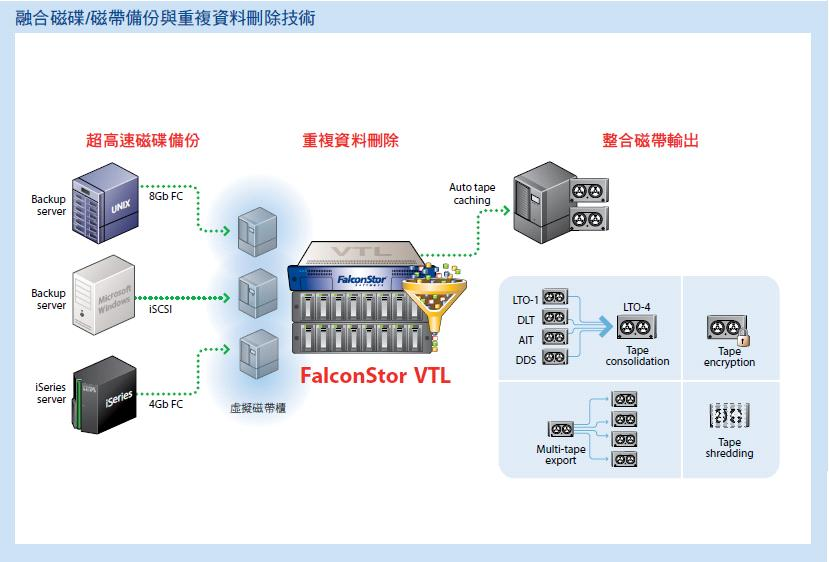 融合磁碟/磁帶備份與重複資料刪除技術
超高速磁碟備份
重複資料刪除
整合磁帶輸出
Backup
server
UNIX
8Gb FC
Backup
server
Microsoft
Windows
iSCSI
iSeries
server
iSeries
4Gb FC
虛擬磁帶櫃
VTL
FalconStor
Software
FalconStor VTL
Auto tape
caching
LTO-1
DLT
AIT
DDS
LTO-4
Tape
consolidation
Tape
encryption
Multi-tape
export
Tape
shredding